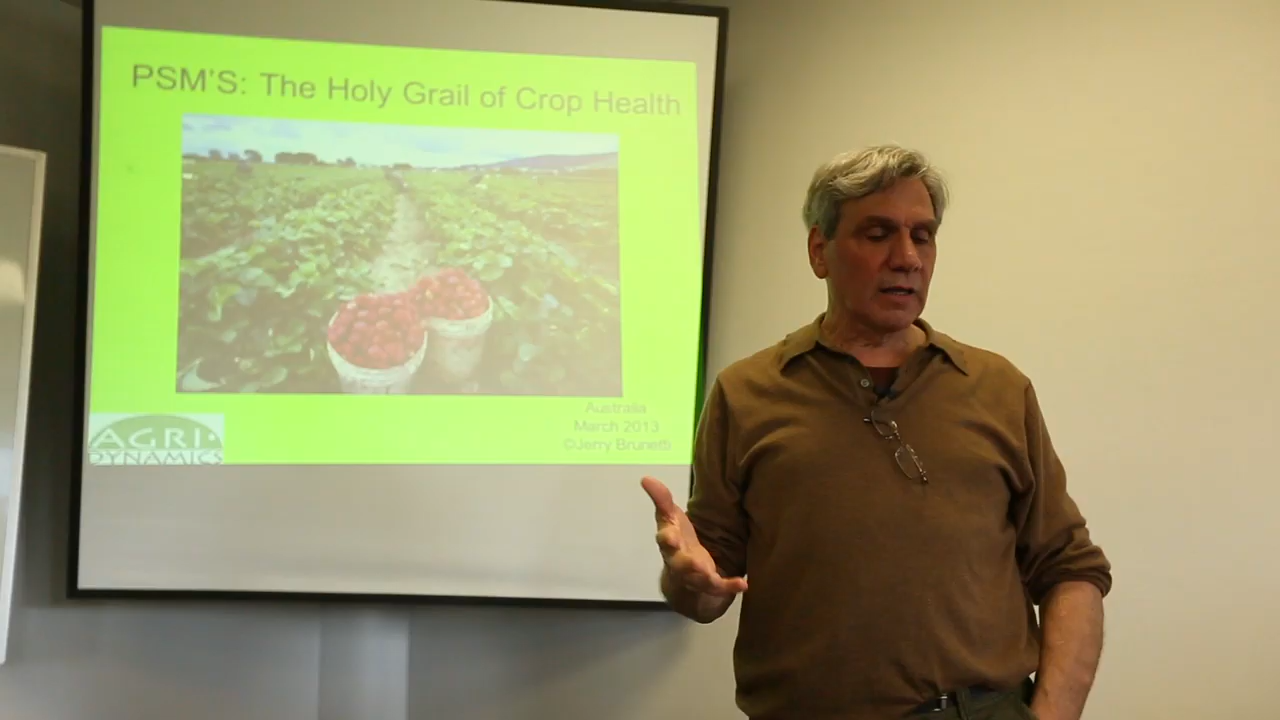 PSM'S: The Holy Grail of Crop Health
Australia
March 2013
©Jerry Brunetti
AGRI·
DYNAMICS